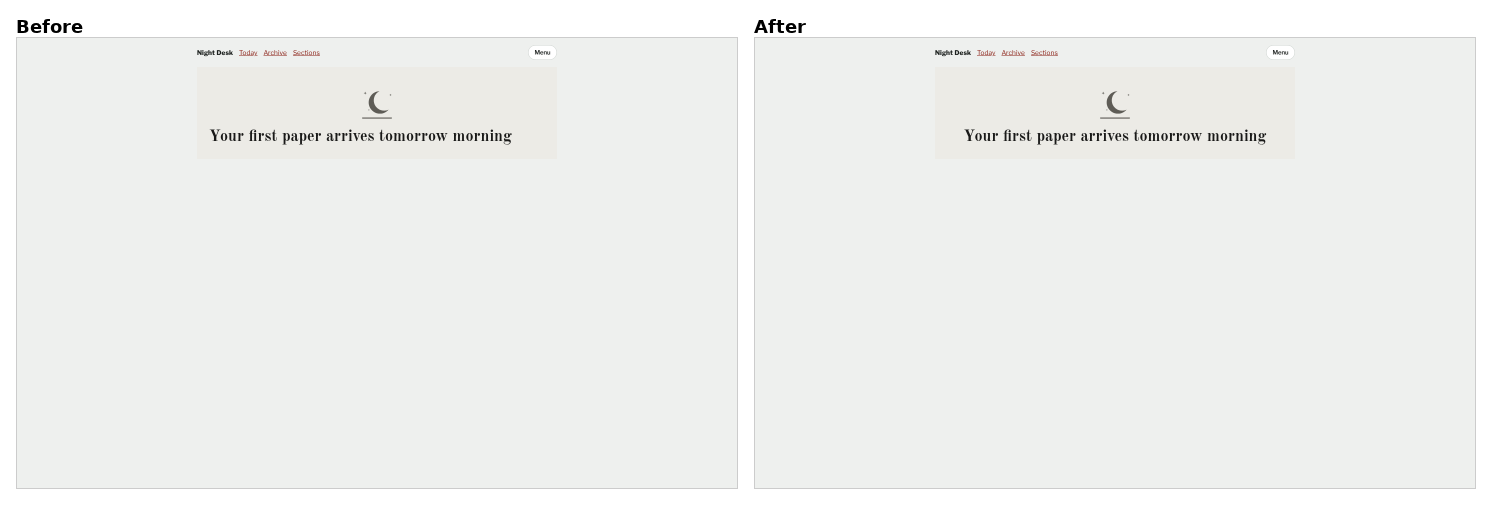 Before
Night Desk Today Archive Sections Menu
Your first paper arrives tomorrow morning
After
Night Desk Today Archive Sections Menu
Your first paper arrives tomorrow morning